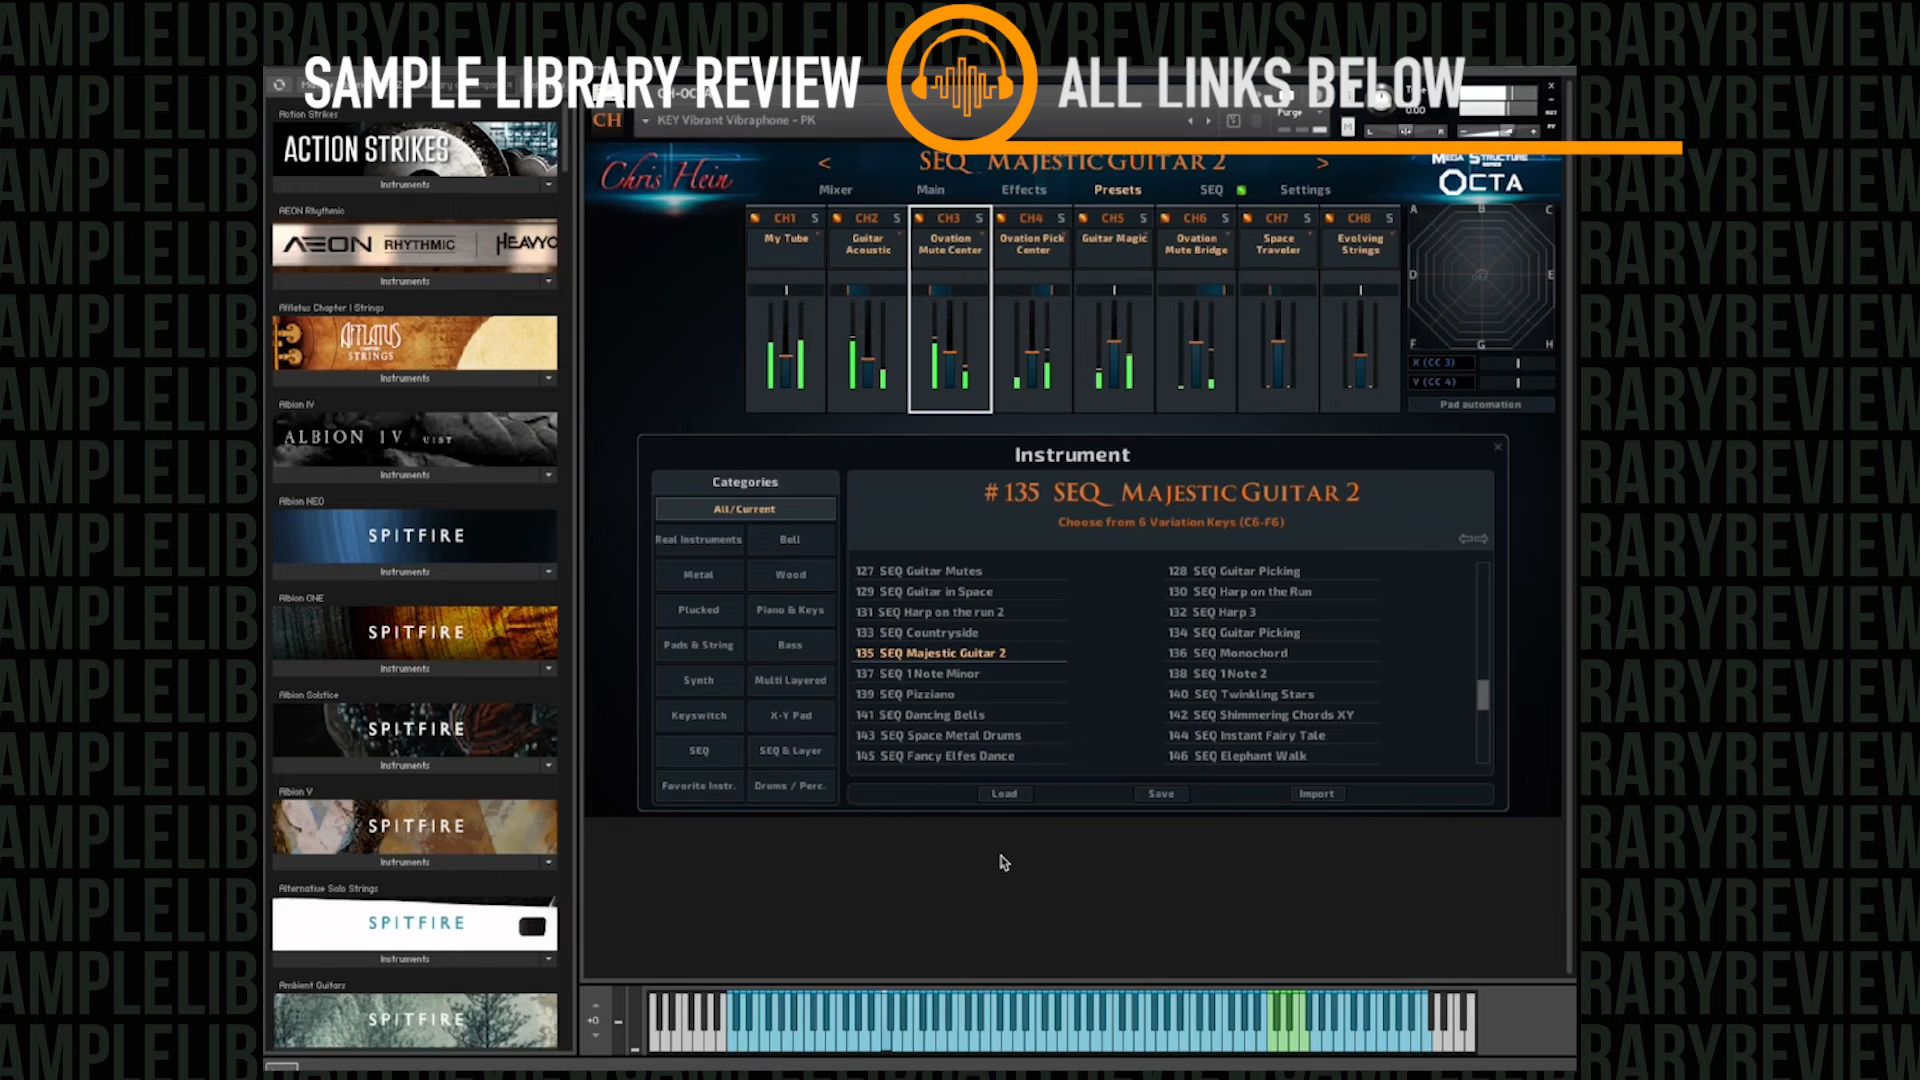 SAMPLE LIBRARY REVIEW
ALL LINKS BELOW
CH
KEY Vibrant Vibraphone - PK
Purge
0.00
Chris Hein
<
SEQ MAJESTIC GUITAR 2
>
MEGA STRUCTURE
OCTA
Mixer
Main
Effects
Presets
SEQ
Settings
CH1 S
CH2 S
CH3 S
CH4 S
CH5 S
CH6 S
CH7 S
CH8 S
My Tube
Guitar Acoustic
Ovation Mute Center
Ovation Pick Center
Guitar Magic
Ovation Mute Bridge
Space Traveler
Evolving Strings
A
B
C
D
E
F
G
H
X (CC 3)
Y (CC 4)
Pad automation
Action Strikes
ACTION STRIKES
Instruments
AEON Rhythmic
AEON RHYTHMIC HEAVYO
Instruments
Afflatus Chapter I Strings
AFFLATUS
STRINGS
Instruments
Albion IV
ALBION IV UIST
Instruments
Albion NEO
SPITFIRE
Instruments
Albion ONE
SPITFIRE
Instruments
Albion Solstice
SPITFIRE
Instruments
Albion V
SPITFIRE
Instruments
Alternative Solo Strings
SPITFIRE
Instruments
Ambient Guitars
SPITFIRE
Instrument
Categories
All/Current
Real Instruments
Bell
Metal
Wood
Plucked
Piano & Keys
Pads & String
Bass
Synth
Multi Layered
Keyswitch
X-Y Pad
SEQ
SEQ & Layer
Favorite Instr.
Drums / Perc.
# 135 SEQ MAJESTIC GUITAR 2
Choose from 6 Variation Keys (C6-F6)
127 SEQ Guitar Mutes
128 SEQ Guitar Picking
129 SEQ Guitar in Space
130 SEQ Harp on the Run
131 SEQ Harp on the run 2
132 SEQ Harp 3
133 SEQ Countryside
134 SEQ Guitar Picking
135 SEQ Majestic Guitar 2
136 SEQ Monochord
137 SEQ 1 Note Minor
138 SEQ 1 Note 2
139 SEQ Pizziano
140 SEQ Twinkling Stars
141 SEQ Dancing Bells
142 SEQ Shimmering Chords XY
143 SEQ Space Metal Drums
144 SEQ Instant Fairy Tale
145 SEQ Fancy Elfes Dance
146 SEQ Elephant Walk
Load
Save
Import
+0